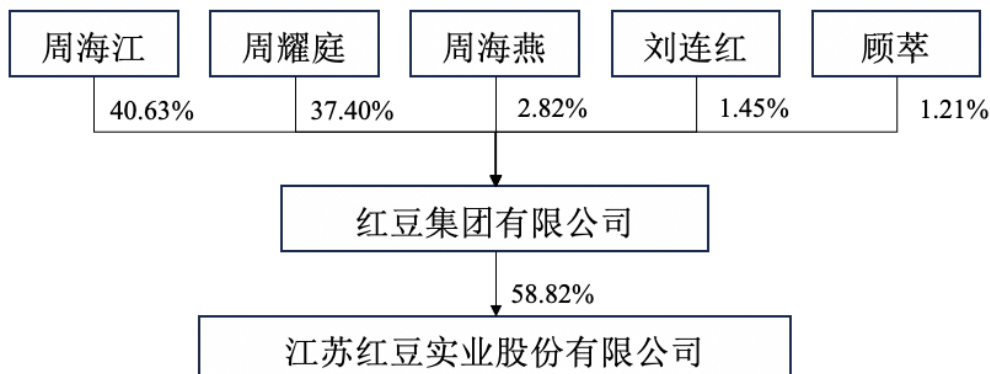 周海江 周耀庭 周海燕 刘连红 顾萃
40.63% 37.40% 2.82% 1.45% 1.21%
红豆集团有限公司
58.82%
江苏红豆实业股份有限公司